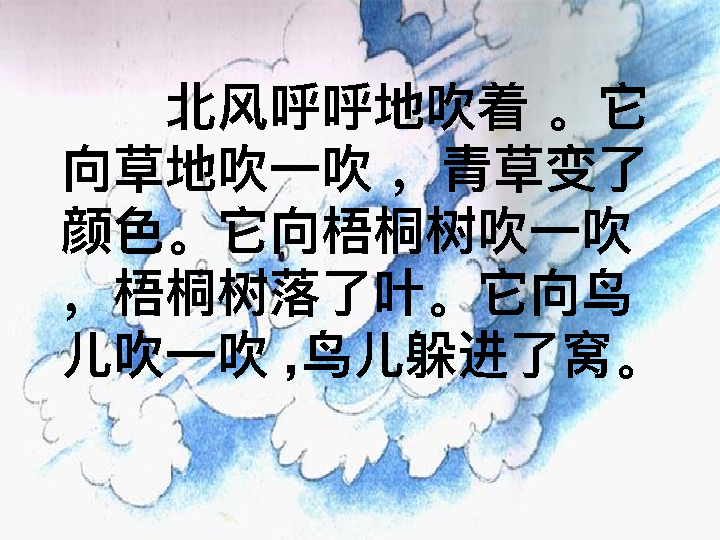 北风呼呼地吹着 。它
向草地吹一吹 ，青草变了
颜色。它向梧桐树吹一吹
，梧桐树落了叶。它向鸟
儿吹一吹 ,鸟儿躲进了窝。